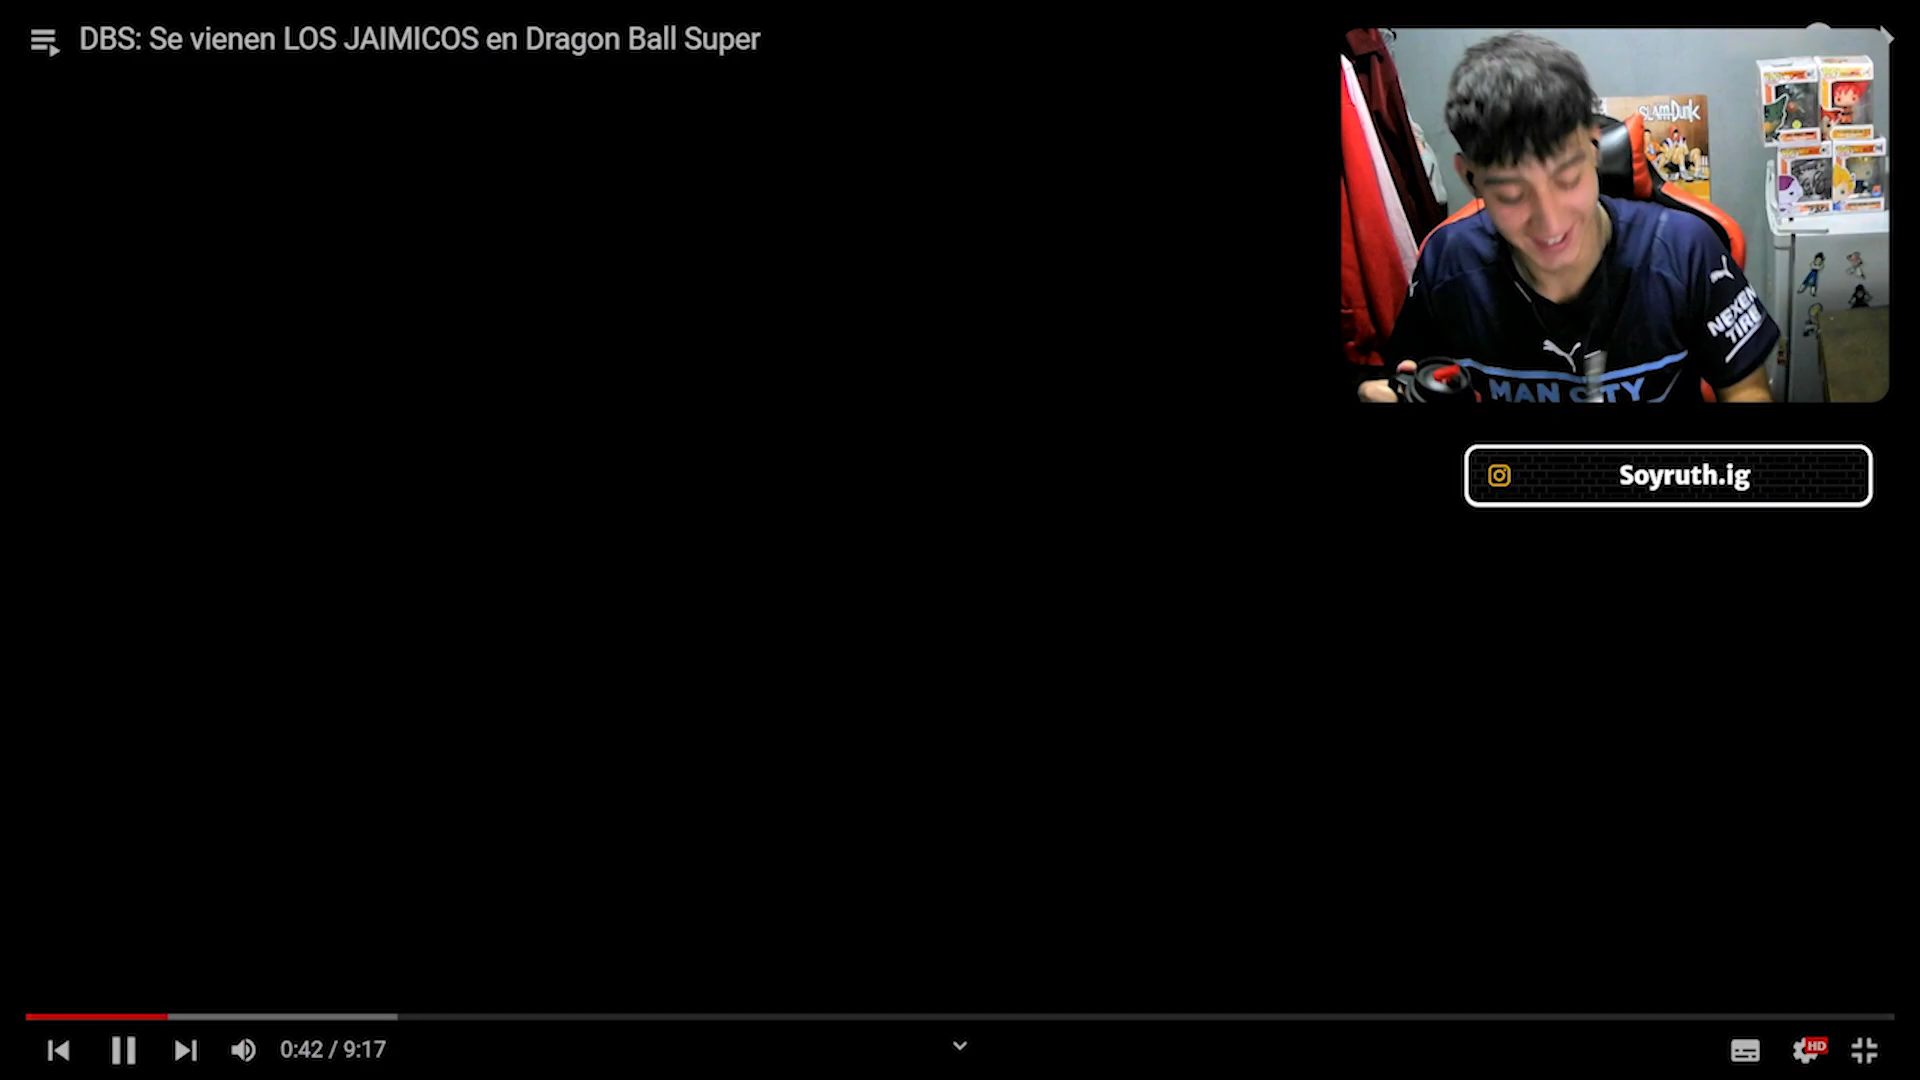 DBS: Se vienen LOS JAIMICOS en Dragon Ball Super
SLAM DUNK
NEXEN
TIRE
MAN CITY
Soyruth.ig
0:42 / 9:17
HD